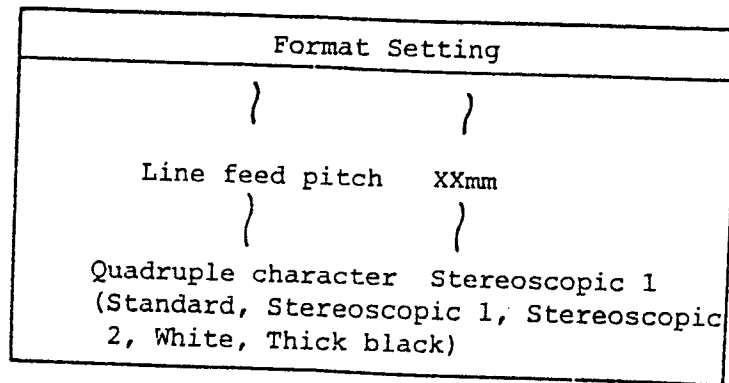 Format Setting
Line feed pitch XXmm
Quadruple character Stereoscopic 1
(Standard, Stereoscopic 1, Stereoscopic
2, White, Thick black)